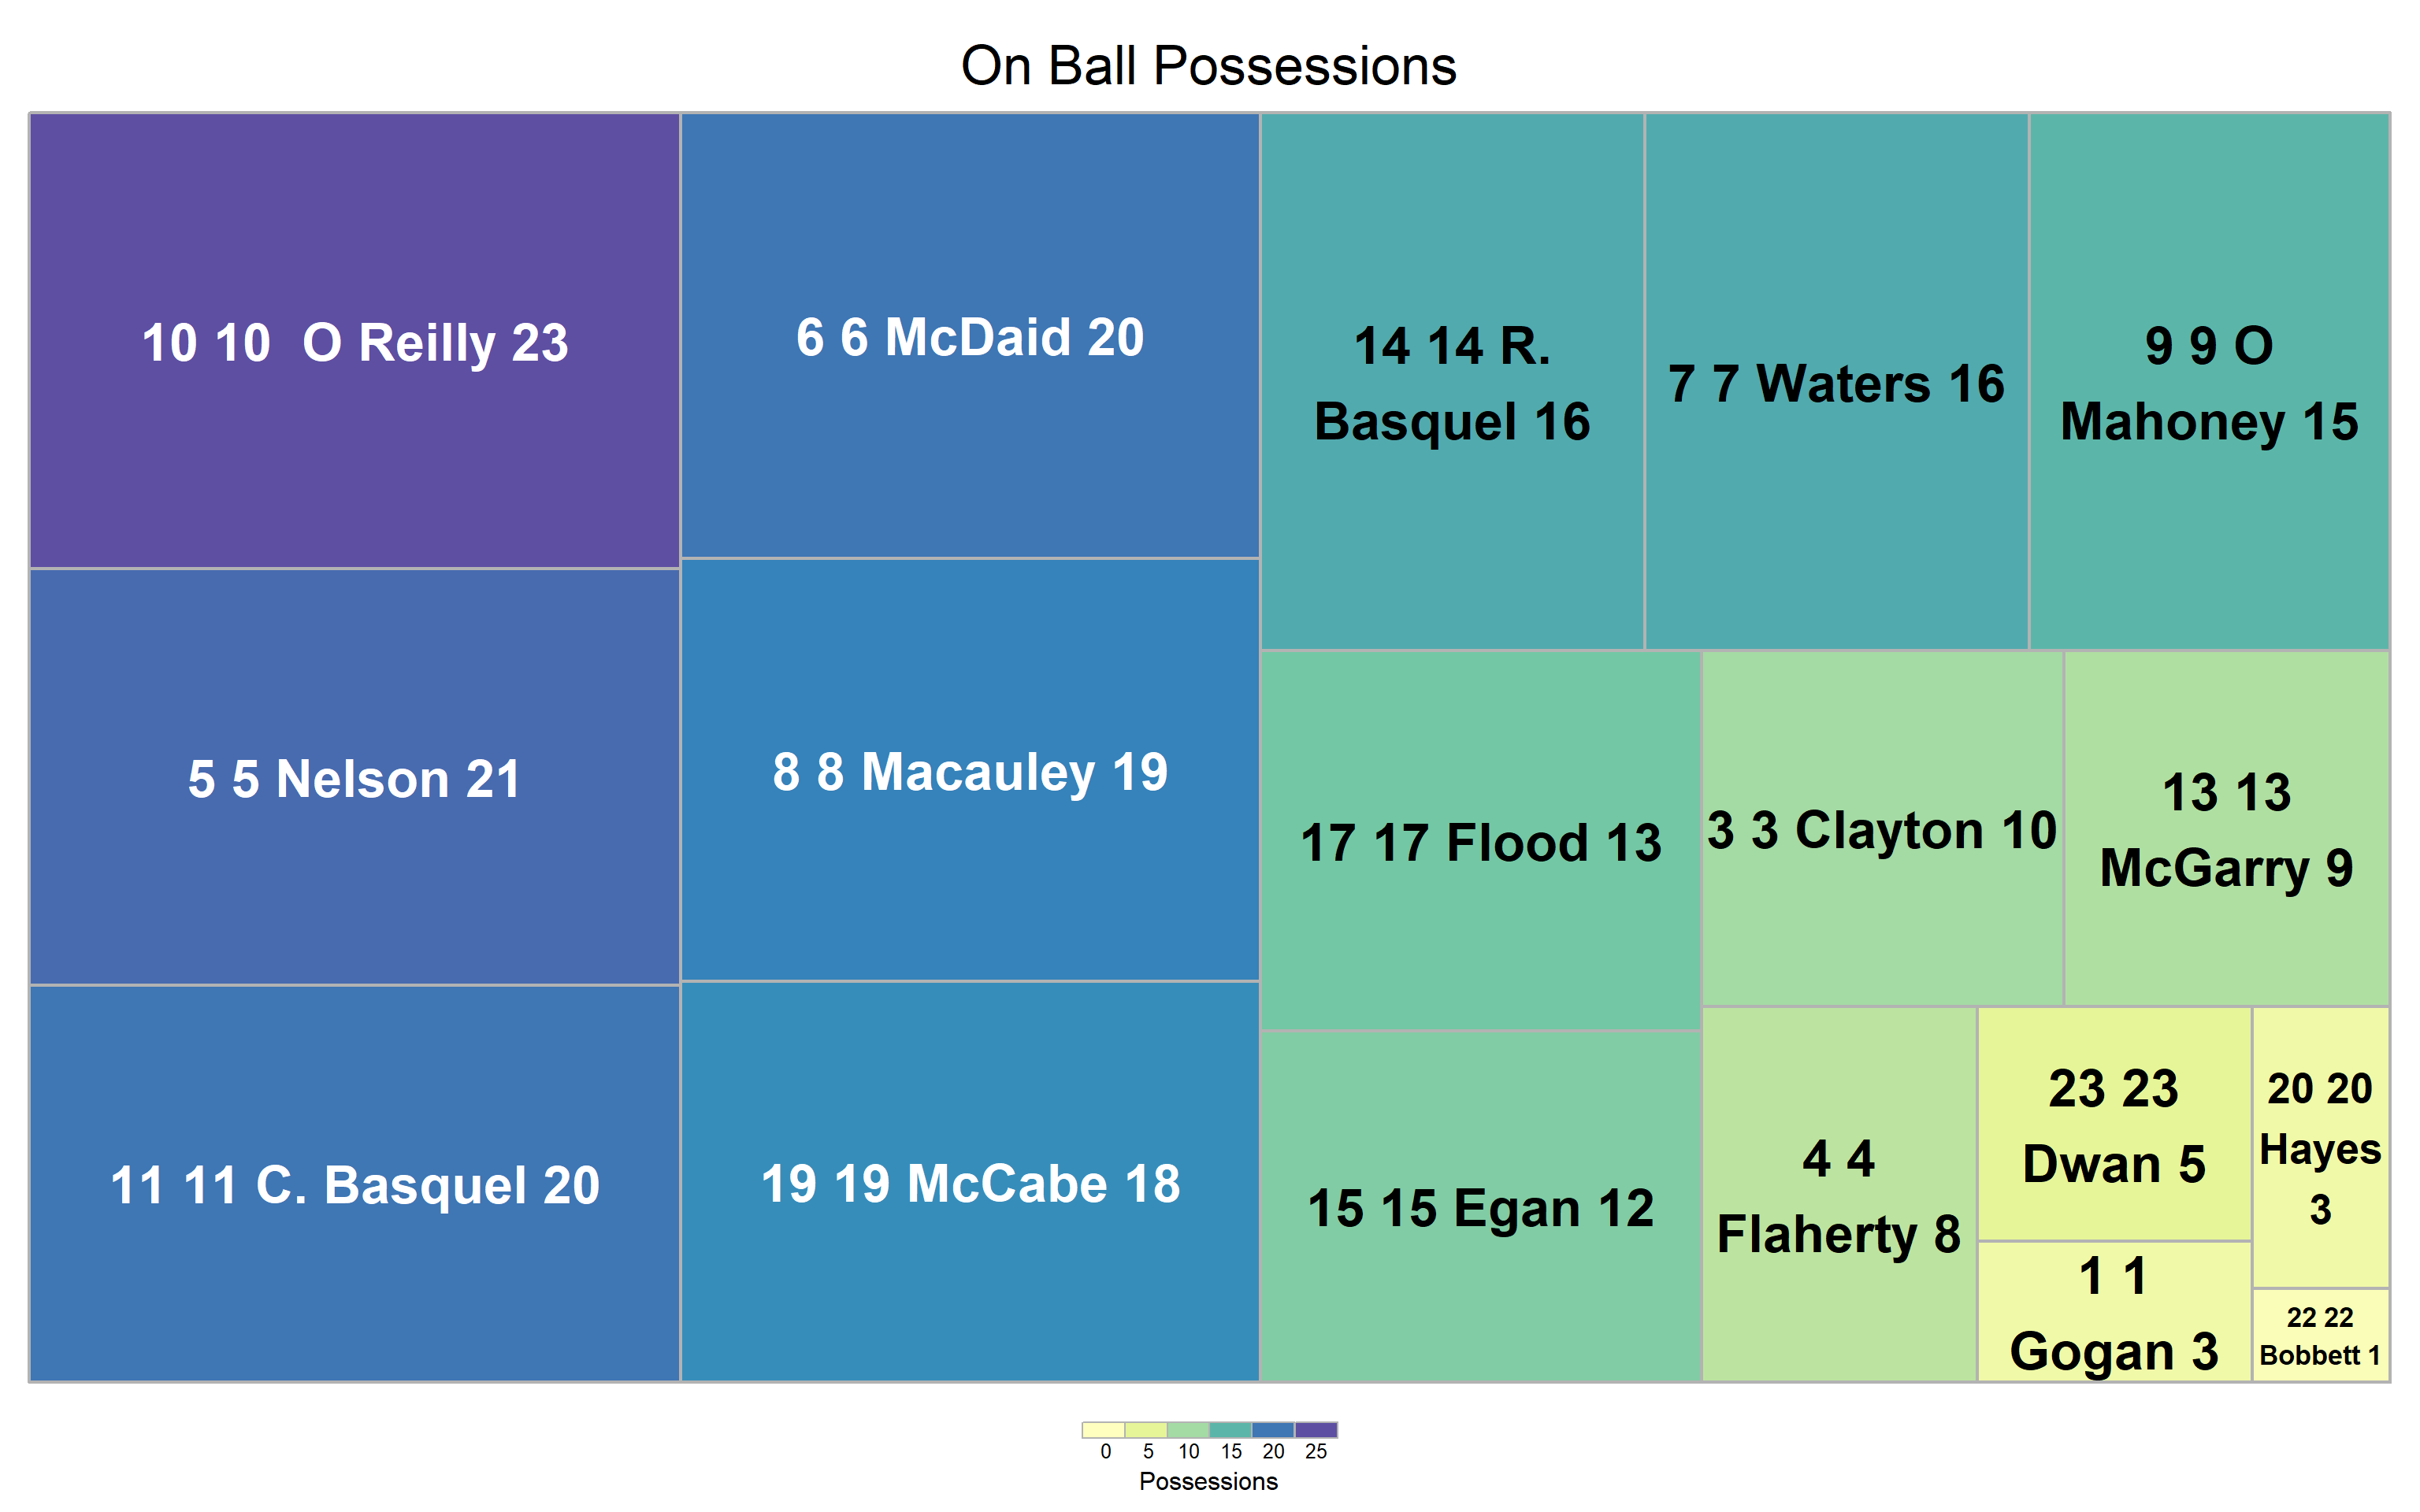 On Ball Possessions
10 10  O Reilly 23
5 5 Nelson 21
11 11 C. Basquel 20
6 6 McDaid 20
8 8 Macauley 19
19 19 McCabe 18
14 14 R.
Basquel 16
7 7 Waters 16
9 9 O
Mahoney 15
17 17 Flood 13
15 15 Egan 12
3 3 Clayton 10
13 13
McGarry 9
4 4
Flaherty 8
23 23
Dwan 5
1 1
Gogan 3
20 20
Hayes
3
22 22
Bobbett 1
0 5 10 15 20 25
Possessions